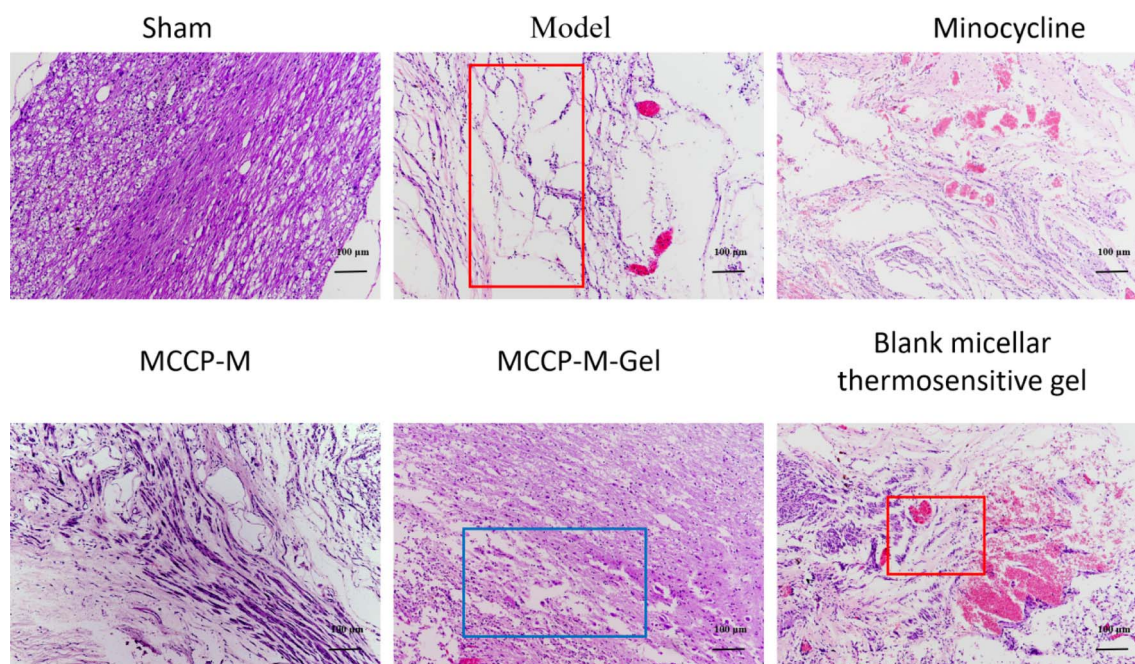 Sham
Model
Minocycline
100 µm
100 µm
100 µm
MCCP-M
MCCP-M-Gel
Blank micellar
thermosensitive gel
100 µm
100 µm
100 µm